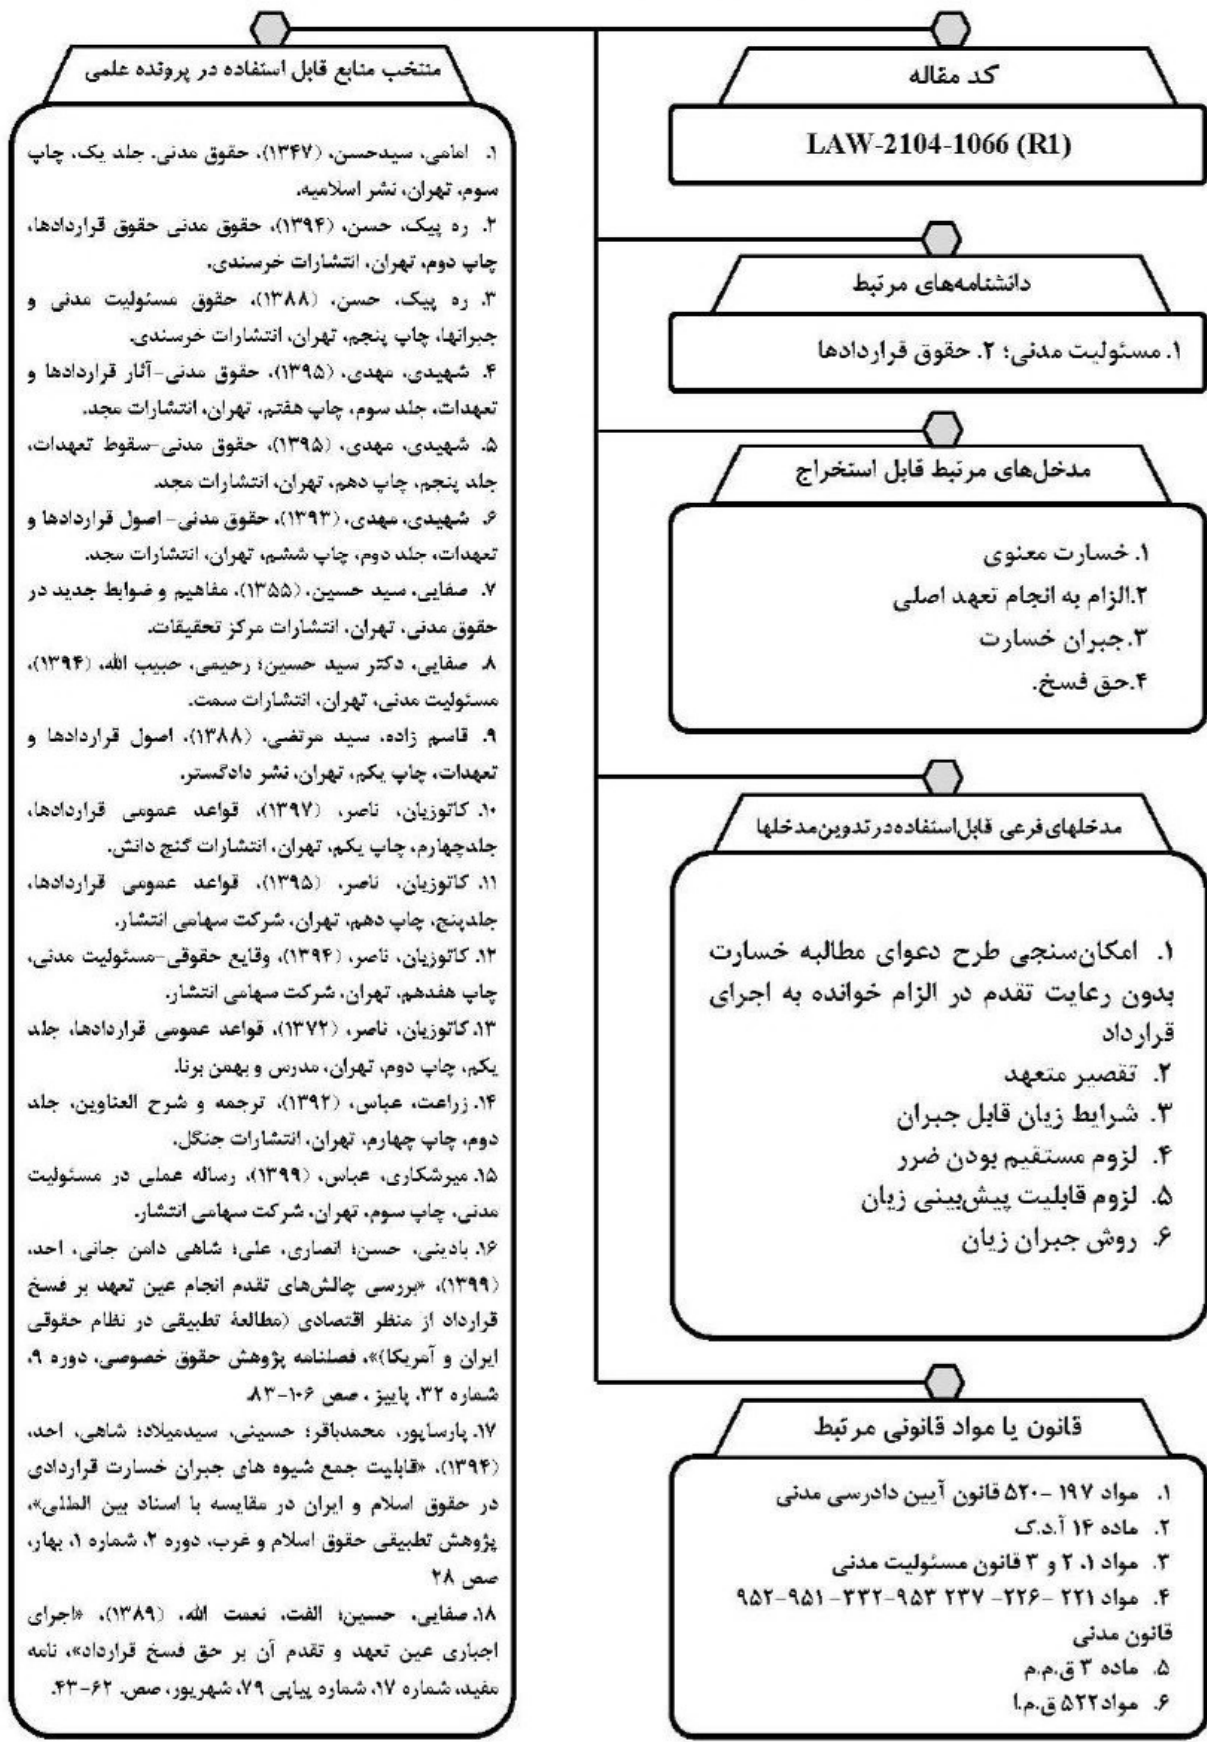 کد مقاله
LAW-2104-1066 (R1)
دانشنامه‌های مرتبط
۱. مسئولیت مدنی؛ ۲. حقوق قراردادها
مدخل‌های مرتبط قابل استخراج
۱. خسارت معنوی
۲.الزام به انجام تعهد اصلی
۳.جبران خسارت
۴.حق فسخ.
مدخلهای فرعی قابل استفاده در تدوین مدخلها
۱. امکان‌سنجی طرح دعوای مطالبه خسارت
بدون رعایت تقدم در الزام خوانده به اجرای
قرارداد
۲. تقصیر متعهد
۳. شرایط زیان قابل جبران
۴. لزوم مستقیم بودن ضرر
۵. لزوم قابلیت پیش‌بینی زیان
۶. روش جبران زیان
قانون یا مواد قانونی مرتبط
۱. مواد ۱۹۷ -۵۲۰ قانون آیین دادرسی مدنی
۲. ماده ۱۴ آ.د.ک
۳. مواد ۱، ۲ و ۳ قانون مسئولیت مدنی
۴. مواد ۲۲۱ -۲۲۶- ۲۳۷ ۹۵۳-۳۳۲- ۹۵۱-۹۵۲
قانون مدنی
۵. ماده ۳ ق.م.م
۶. مواد۵۲۲ ق.م.ا
منتخب منابع قابل استفاده در پرونده علمی
۱. امامی، سیدحسن، (۱۳۴۷)، حقوق مدنی. جلد یک، چاپ
سوم، تهران، نشر اسلامیه.
۲. ره پیک، حسن، (۱۳۹۴)، حقوق مدنی حقوق قراردادها،
چاپ دوم، تهران، انتشارات خرسندی.
۳. ره پیک، حسن، (۱۳۸۸)، حقوق مسئولیت مدنی و
جبرانها، چاپ پنجم، تهران، انتشارات خرسندی.
۴. شهیدی، مهدی، (۱۳۹۵)، حقوق مدنی-آثار قراردادها و
تعهدات، جلد سوم، چاپ هفتم، تهران، انتشارات مجد.
۵. شهیدی، مهدی، (۱۳۹۵)، حقوق مدنی-سقوط تعهدات،
جلد پنجم، چاپ دهم، تهران، انتشارات مجد.
۶. شهیدی، مهدی، (۱۳۹۳)، حقوق مدنی- اصول قراردادها و
تعهدات، جلد دوم، چاپ ششم، تهران، انتشارات مجد.
۷. صفایی، سید حسین، (۱۳۵۵)، مفاهیم و ضوابط جدید در
حقوق مدنی، تهران، انتشارات مرکز تحقیقات.
۸. صفایی، دکتر سید حسین؛ رحیمی، حبیب الله، (۱۳۹۴)،
مسئولیت مدنی، تهران، انتشارات سمت.
۹. قاسم زاده، سید مرتضی، (۱۳۸۸)، اصول قراردادها و
تعهدات، چاپ یکم، تهران، نشر دادگستر.
۱۰. کاتوزیان، ناصر، (۱۳۹۷)، قواعد عمومی قراردادها،
جلدچهارم، چاپ یکم، تهران، انتشارات گنج دانش.
۱۱. کاتوزیان، ناصر، (۱۳۹۵)، قواعد عمومی قراردادها،
جلدپنج، چاپ دهم، تهران، شرکت سهامی انتشار.
۱۲. کاتوزیان، ناصر، (۱۳۹۴)، وقایع حقوقی-مسئولیت مدنی،
چاپ هفدهم، تهران، شرکت سهامی انتشار.
۱۳. کاتوزیان، ناصر، (۱۳۷۲)، قواعد عمومی قراردادها، جلد
یکم، چاپ دوم، تهران، مدرس و بهمن برنا.
۱۴. زراعت، عباس، (۱۳۹۲)، ترجمه و شرح العناوین، جلد
دوم، چاپ چهارم، تهران، انتشارات جنگل.
۱۵. میرشکاری، عباس، (۱۳۹۹)، رساله عملی در مسئولیت
مدنی، چاپ سوم، تهران، شرکت سهامی انتشار.
۱۶. بادینی، حسن؛ انصاری، علی؛ شاهی دامن جانی، احد،
(۱۳۹۹)، «بررسی چالش‌های تقدم انجام عین تعهد بر فسخ
قرارداد از منظر اقتصادی (مطالعهٔ تطبیقی در نظام حقوقی
ایران و آمریکا)»، فصلنامه پژوهش حقوق خصوصی، دوره ۹،
شماره ۳۲، پاییز ، صص ۱۰۶-۸۳.
۱۷. پارساپور، محمدباقر؛ حسینی، سیدمیلاد؛ شاهی، احد،
(۱۳۹۴)، «قابلیت جمع شیوه های جبران خسارت قراردادی
در حقوق اسلام و ایران در مقایسه با اسناد بین المللی»،
پژوهش تطبیقی حقوق اسلام و غرب، دوره ۲، شماره ۱، بهار،
صص ۲۸
۱۸. صفایی، حسین؛ الفت، نعمت الله، (۱۳۸۹)، «اجرای
اجباری عین تعهد و تقدم آن بر حق فسخ قرارداد»، نامه
مفید، شماره ۱۷، شماره پیاپی ۷۹، شهریور، صص. ۶۲-۴۳.